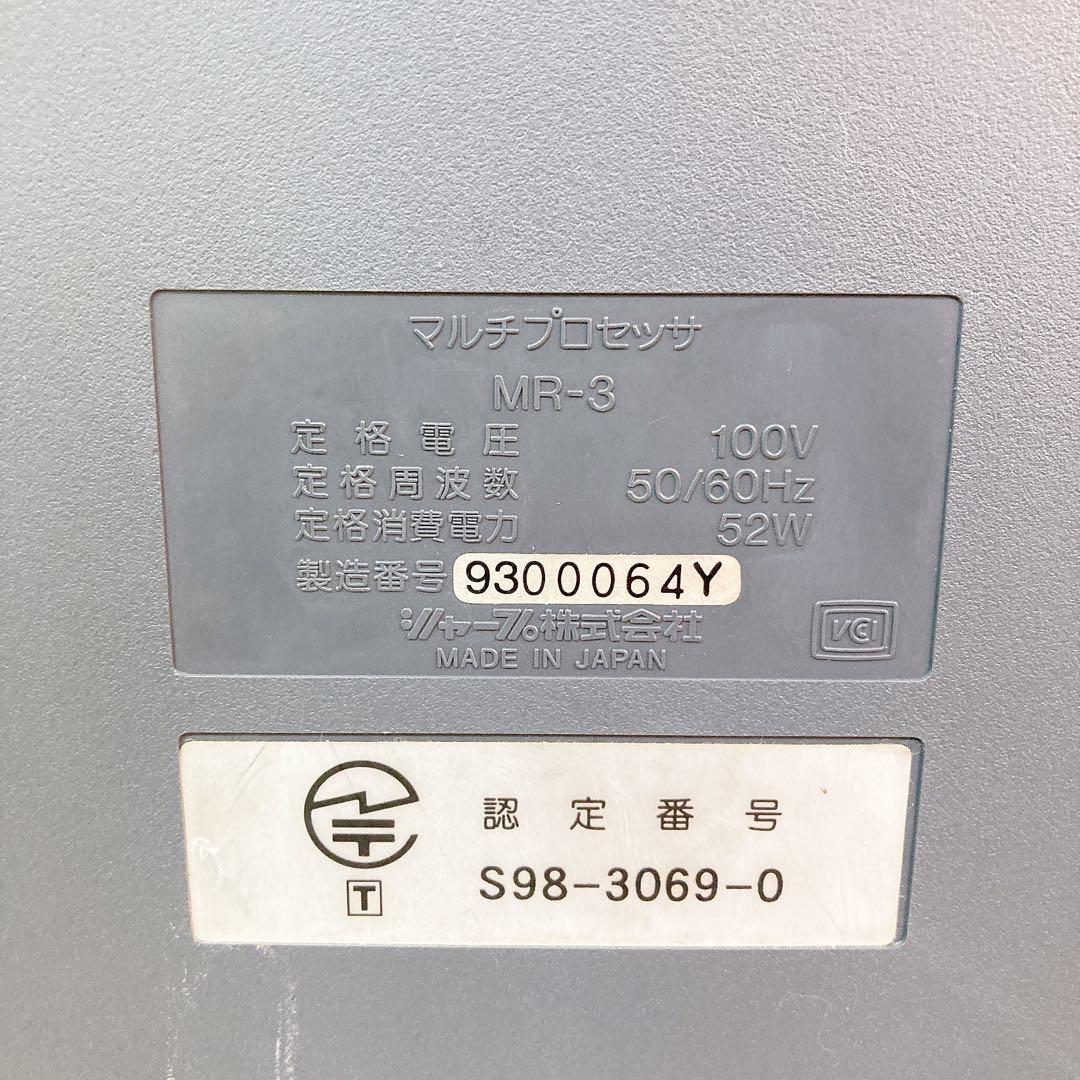 マルチプロセッサ
MR-3
定格電圧 100V
定格周波数 50/60Hz
定格消費電力 52W
製造番号 9300064Y
シャープ株式会社
VCI
MADE IN JAPAN
認定番号
T
S98-3069-0